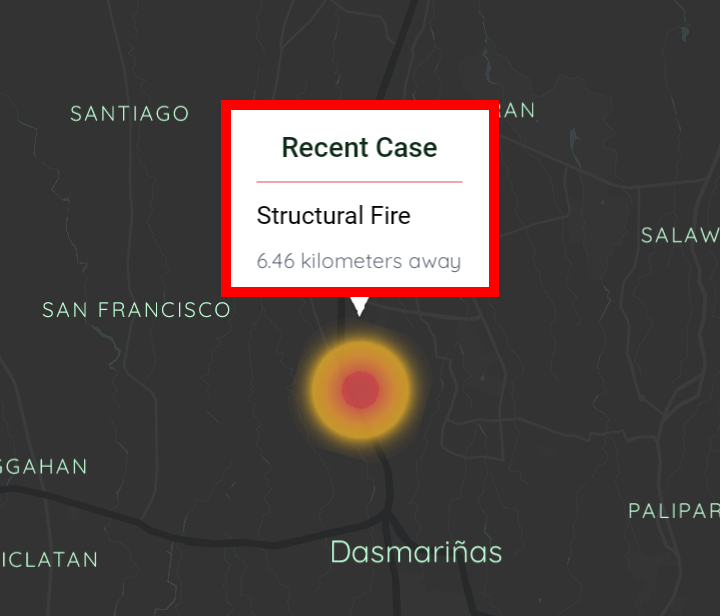 SANTIAGO
RAN
Recent Case
Structural Fire
6.46 kilometers away
SALAW
SAN FRANCISCO
GGAHAN
PALIPAR
ICLATAN
Dasmariñas